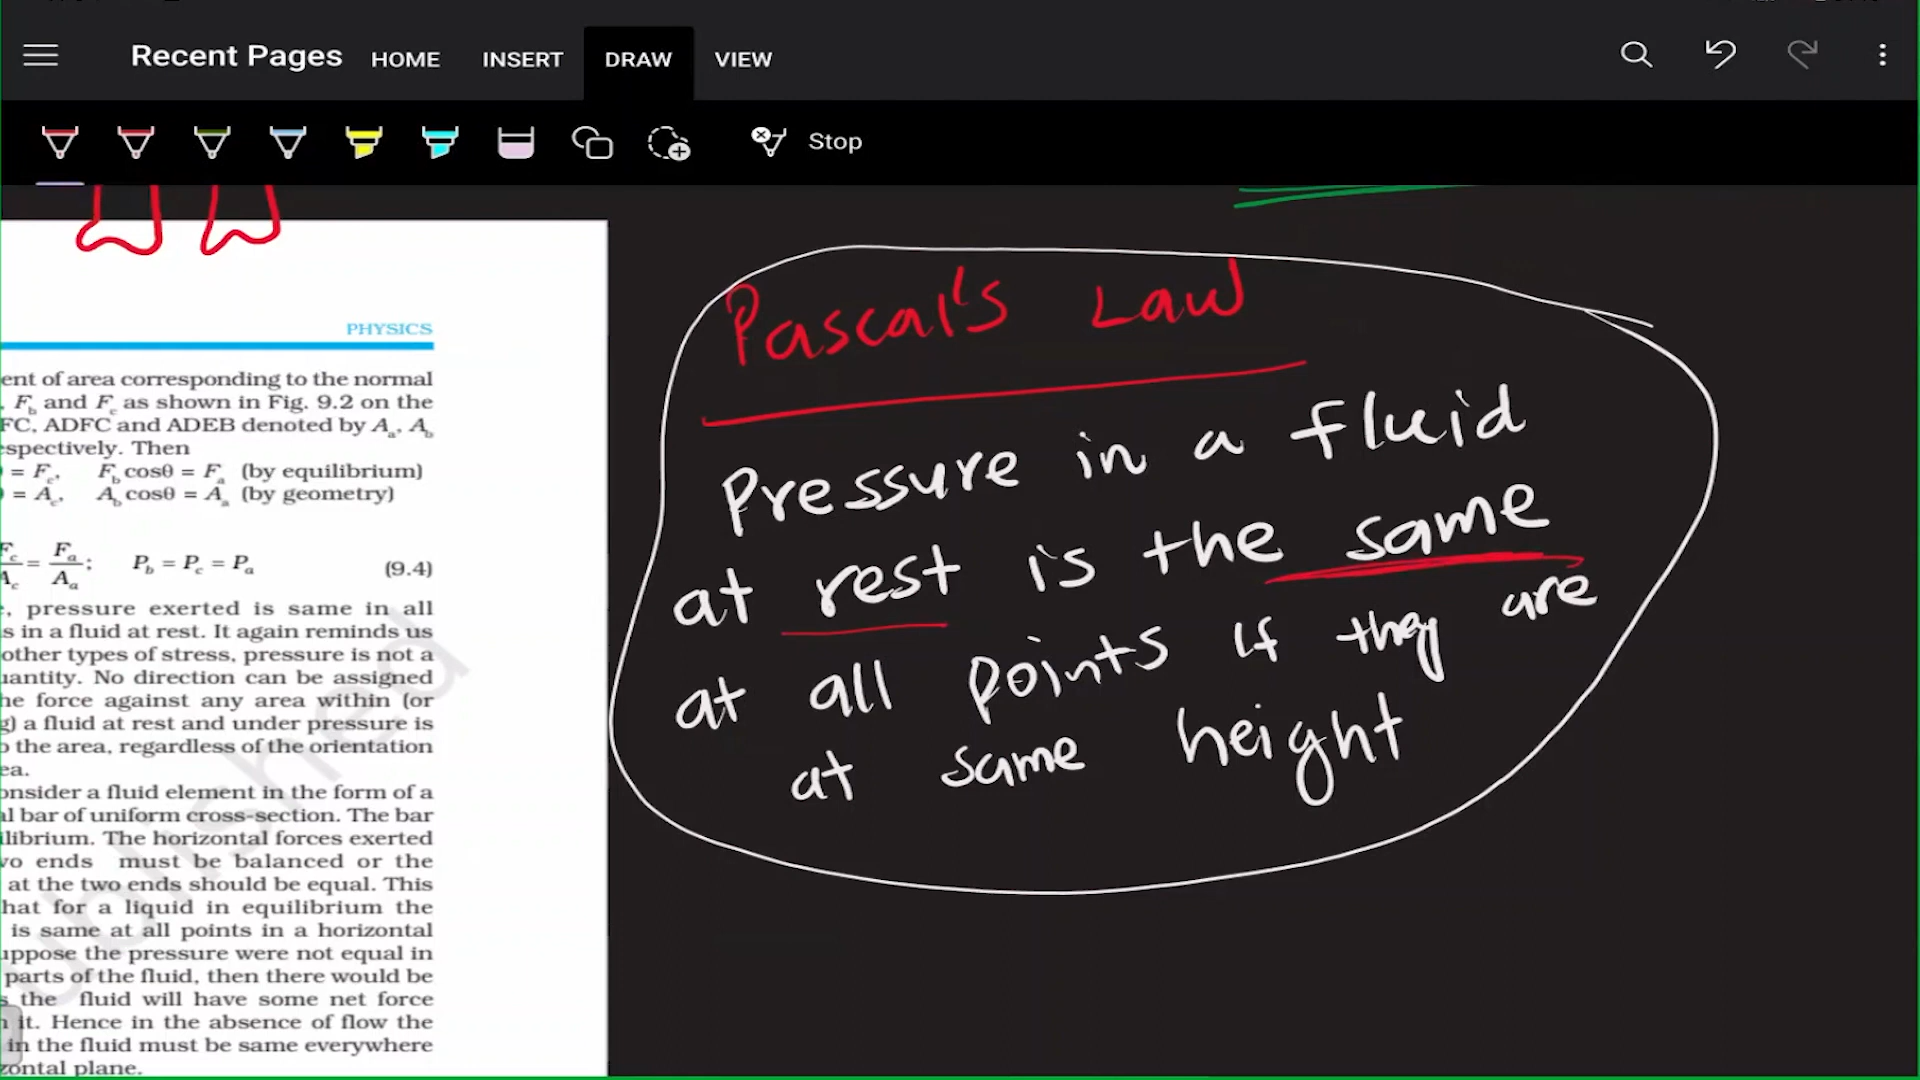 Recent Pages HOME INSERT DRAW VIEW
Stop
PHYSICS
ent of area corresponding to the normal
, F_b and F_c as shown in Fig. 9.2 on the
FC, ADFC and ADEB denoted by A_a, A_b
espectively. Then
= F_c, F_b cosθ = F_a (by equilibrium)
= A_c, A_b cosθ = A_a (by geometry)
F_c/A_c = F_a/A_a; P_b = P_c = P_a (9.4)
, pressure exerted is same in all
s in a fluid at rest. It again reminds us
other types of stress, pressure is not a
uantity. No direction can be assigned
he force against any area within (or
g) a fluid at rest and under pressure is
o the area, regardless of the orientation
ea.
onsider a fluid element in the form of a
al bar of uniform cross-section. The bar
ilibrium. The horizontal forces exerted
wo ends must be balanced or the
at the two ends should be equal. This
hat for a liquid in equilibrium the
is same at all points in a horizontal
uppose the pressure were not equal in
parts of the fluid, then there would be
s the fluid will have some net force
n it. Hence in the absence of flow the
in the fluid must be same everywhere
zontal plane.
ublished
Pascal's Law
Pressure in a fluid
at rest is the same
at all points if they are
at same height